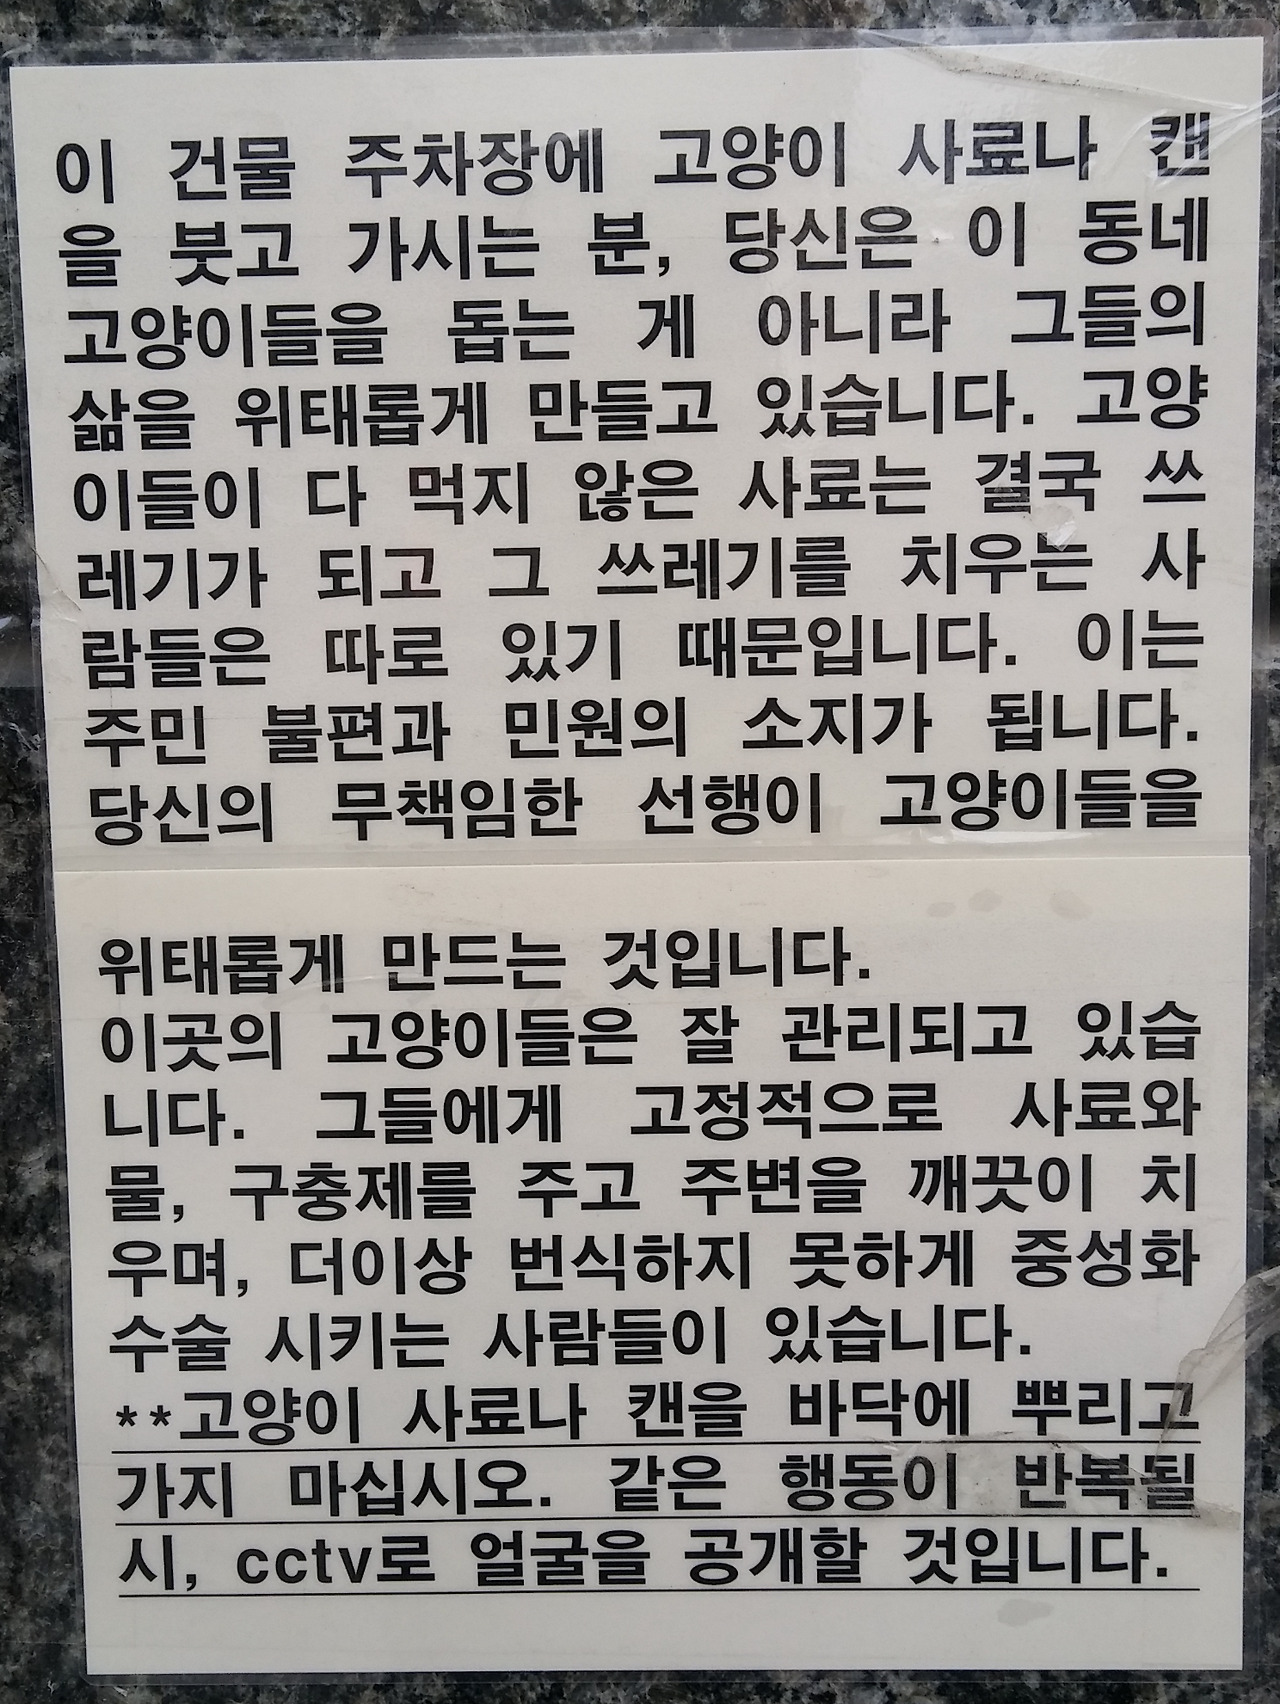 이 건물 주차장에 고양이 사료나 캔
을 붓고 가시는 분, 당신은 이 동네
고양이들을 돕는 게 아니라 그들의
삶을 위태롭게 만들고 있습니다. 고양
이들이 다 먹지 않은 사료는 결국 쓰
레기가 되고 그 쓰레기를 치우는 사
람들은 따로 있기 때문입니다. 이는
주민 불편과 민원의 소지가 됩니다.
당신의 무책임한 선행이 고양이들을
위태롭게 만드는 것입니다.
이곳의 고양이들은 잘 관리되고 있습
니다. 그들에게 고정적으로 사료와
물, 구충제를 주고 주변을 깨끗이 치
우며, 더이상 번식하지 못하게 중성화
수술 시키는 사람들이 있습니다.
**고양이 사료나 캔을 바닥에 뿌리고
가지 마십시오. 같은 행동이 반복될
시, cctv로 얼굴을 공개할 것입니다.